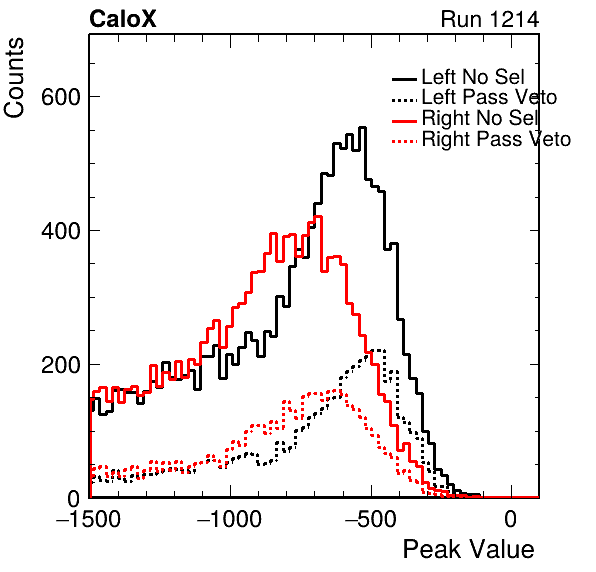 CaloX Run 1214
Counts
Left No Sel
Left Pass Veto
Right No Sel
Right Pass Veto
600
400
200
0
−1500 −1000 −500 0
Peak Value